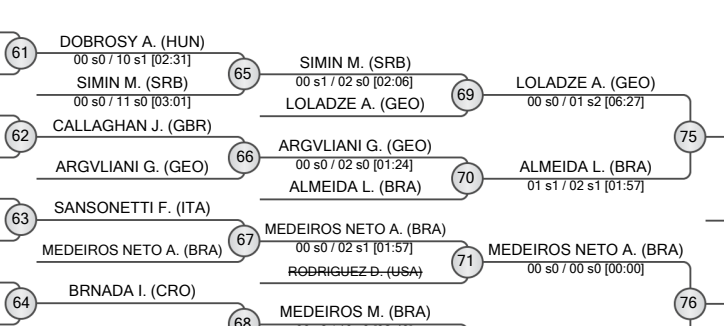 61
DOBROSY A. (HUN)
00 s0 / 10 s1 [02:31]
SIMIN M. (SRB)
00 s0 / 11 s0 [03:01]
62
CALLAGHAN J. (GBR)
ARGVLIANI G. (GEO)
63
SANSONETTI F. (ITA)
MEDEIROS NETO A. (BRA)
64
BRNADA I. (CRO)
65
SIMIN M. (SRB)
00 s1 / 02 s0 [02:06]
LOLADZE A. (GEO)
66
ARGVLIANI G. (GEO)
00 s0 / 02 s0 [01:24]
ALMEIDA L. (BRA)
67
MEDEIROS NETO A. (BRA)
00 s0 / 02 s1 [01:57]
RODRIGUEZ D. (USA)
68
MEDEIROS M. (BRA)
69
LOLADZE A. (GEO)
00 s0 / 01 s2 [06:27]
70
ALMEIDA L. (BRA)
01 s1 / 02 s1 [01:57]
71
MEDEIROS NETO A. (BRA)
00 s0 / 00 s0 [00:00]
75
76